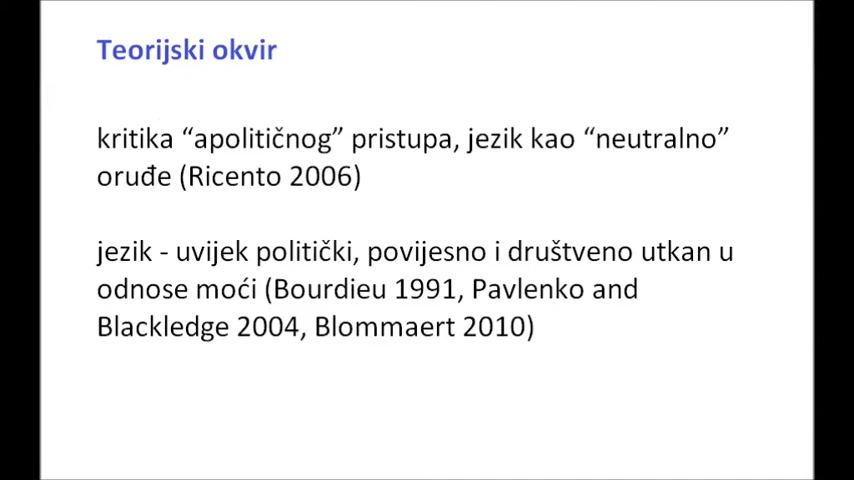 Teorijski okvir
kritika “apolitičnog” pristupa, jezik kao “neutralno”
oruđe (Ricento 2006)
jezik - uvijek politički, povijesno i društveno utkan u
odnose moći (Bourdieu 1991, Pavlenko and
Blackledge 2004, Blommaert 2010)